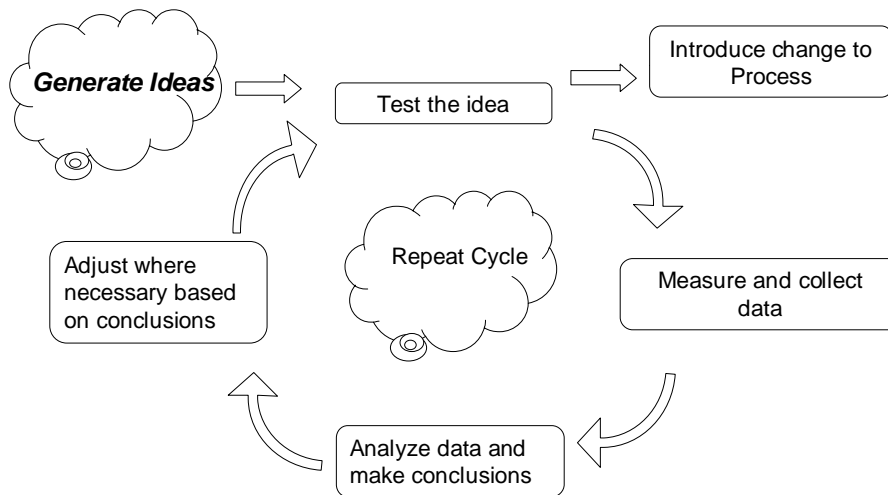 Generate Ideas
Test the idea
Introduce change to
Process
Measure and collect
data
Analyze data and
make conclusions
Adjust where
necessary based
on conclusions
Repeat Cycle